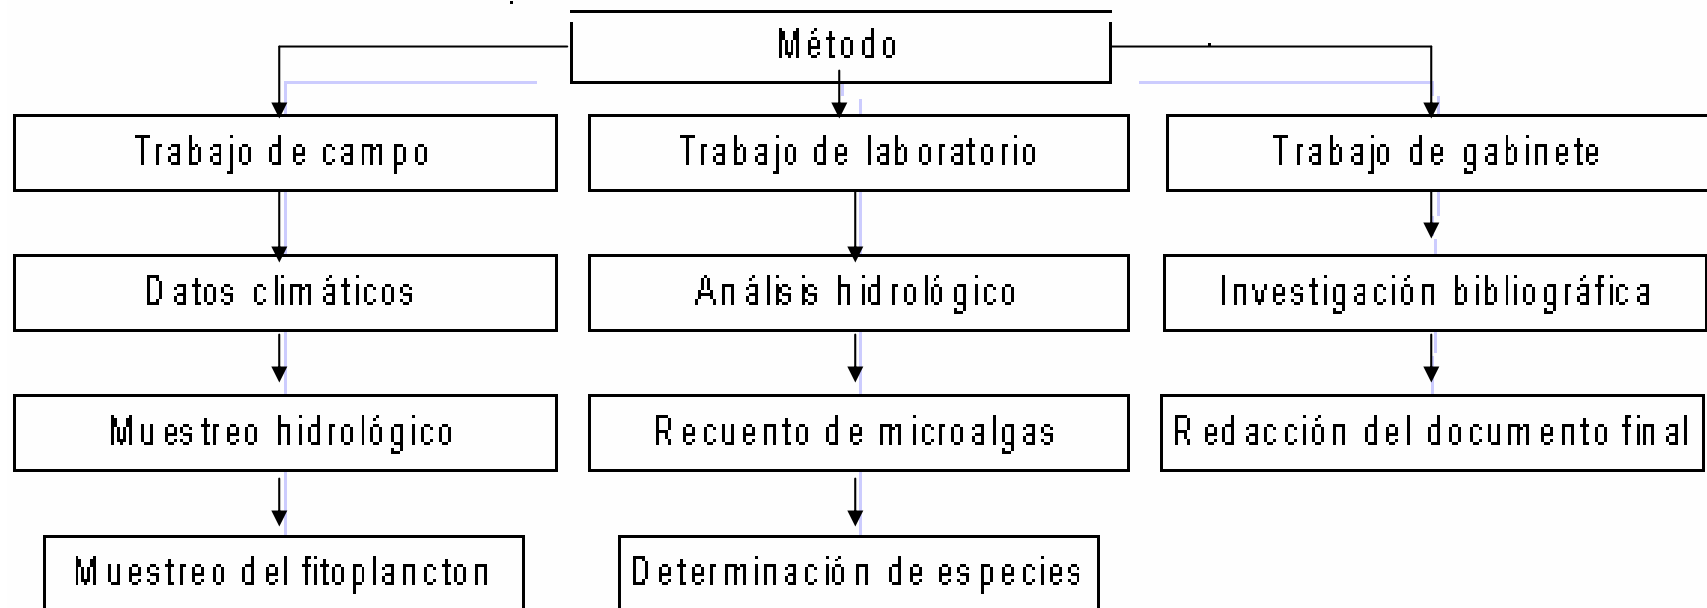 Método
Trabajo de campo
Trabajo de laboratorio
Trabajo de gabinete
Datos climáticos
Análisis hidrológico
Investigación bibliográfica
Muestreo hidrológico
Recuento de microalgas
Redacción del documento final
Muestreo del fitoplancton
Determinación de especies